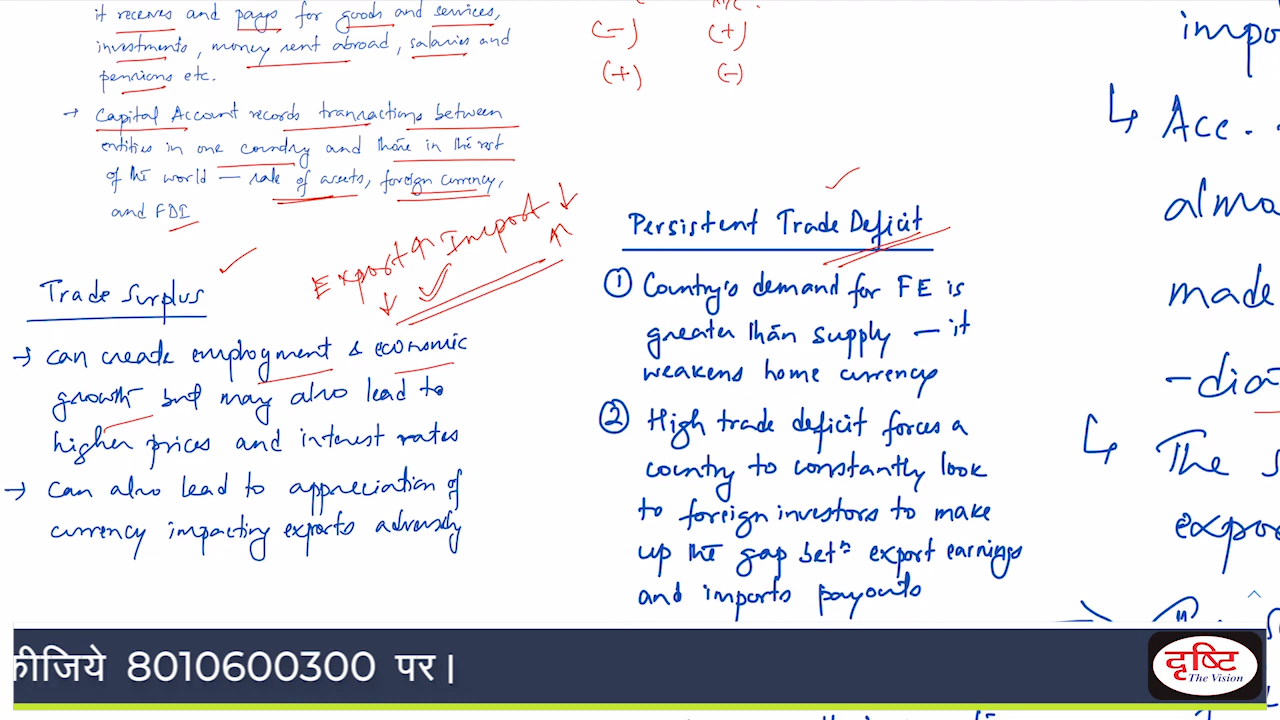 it receives and pays for goods and services,
investments, money sent abroad, salaries and
pensions etc.
→ Capital Account records transactions between
entities in one country and those in the rest
of the world — sale of assets, foreign currency,
and FDI
(-) (+)
(+) (-)
Export↑ Import↓
↓ ↑
Trade Surplus
→ can create employment & economic
growth but may also lead to
higher prices and interest rates
→ can also lead to appreciation of
currency impacting exports adversely
Persistent Trade Deficit
① Country's demand for FE is
greater than supply — it
weakens home currency
② High trade deficit forces a
country to constantly look
to foreign investors to make
up the gap betn export earnings
and imports payouts
impo
↳ Acc.
alma
made
↳ The s
expor
कीजिये 8010600300 पर।
दृष्टि
The Vision